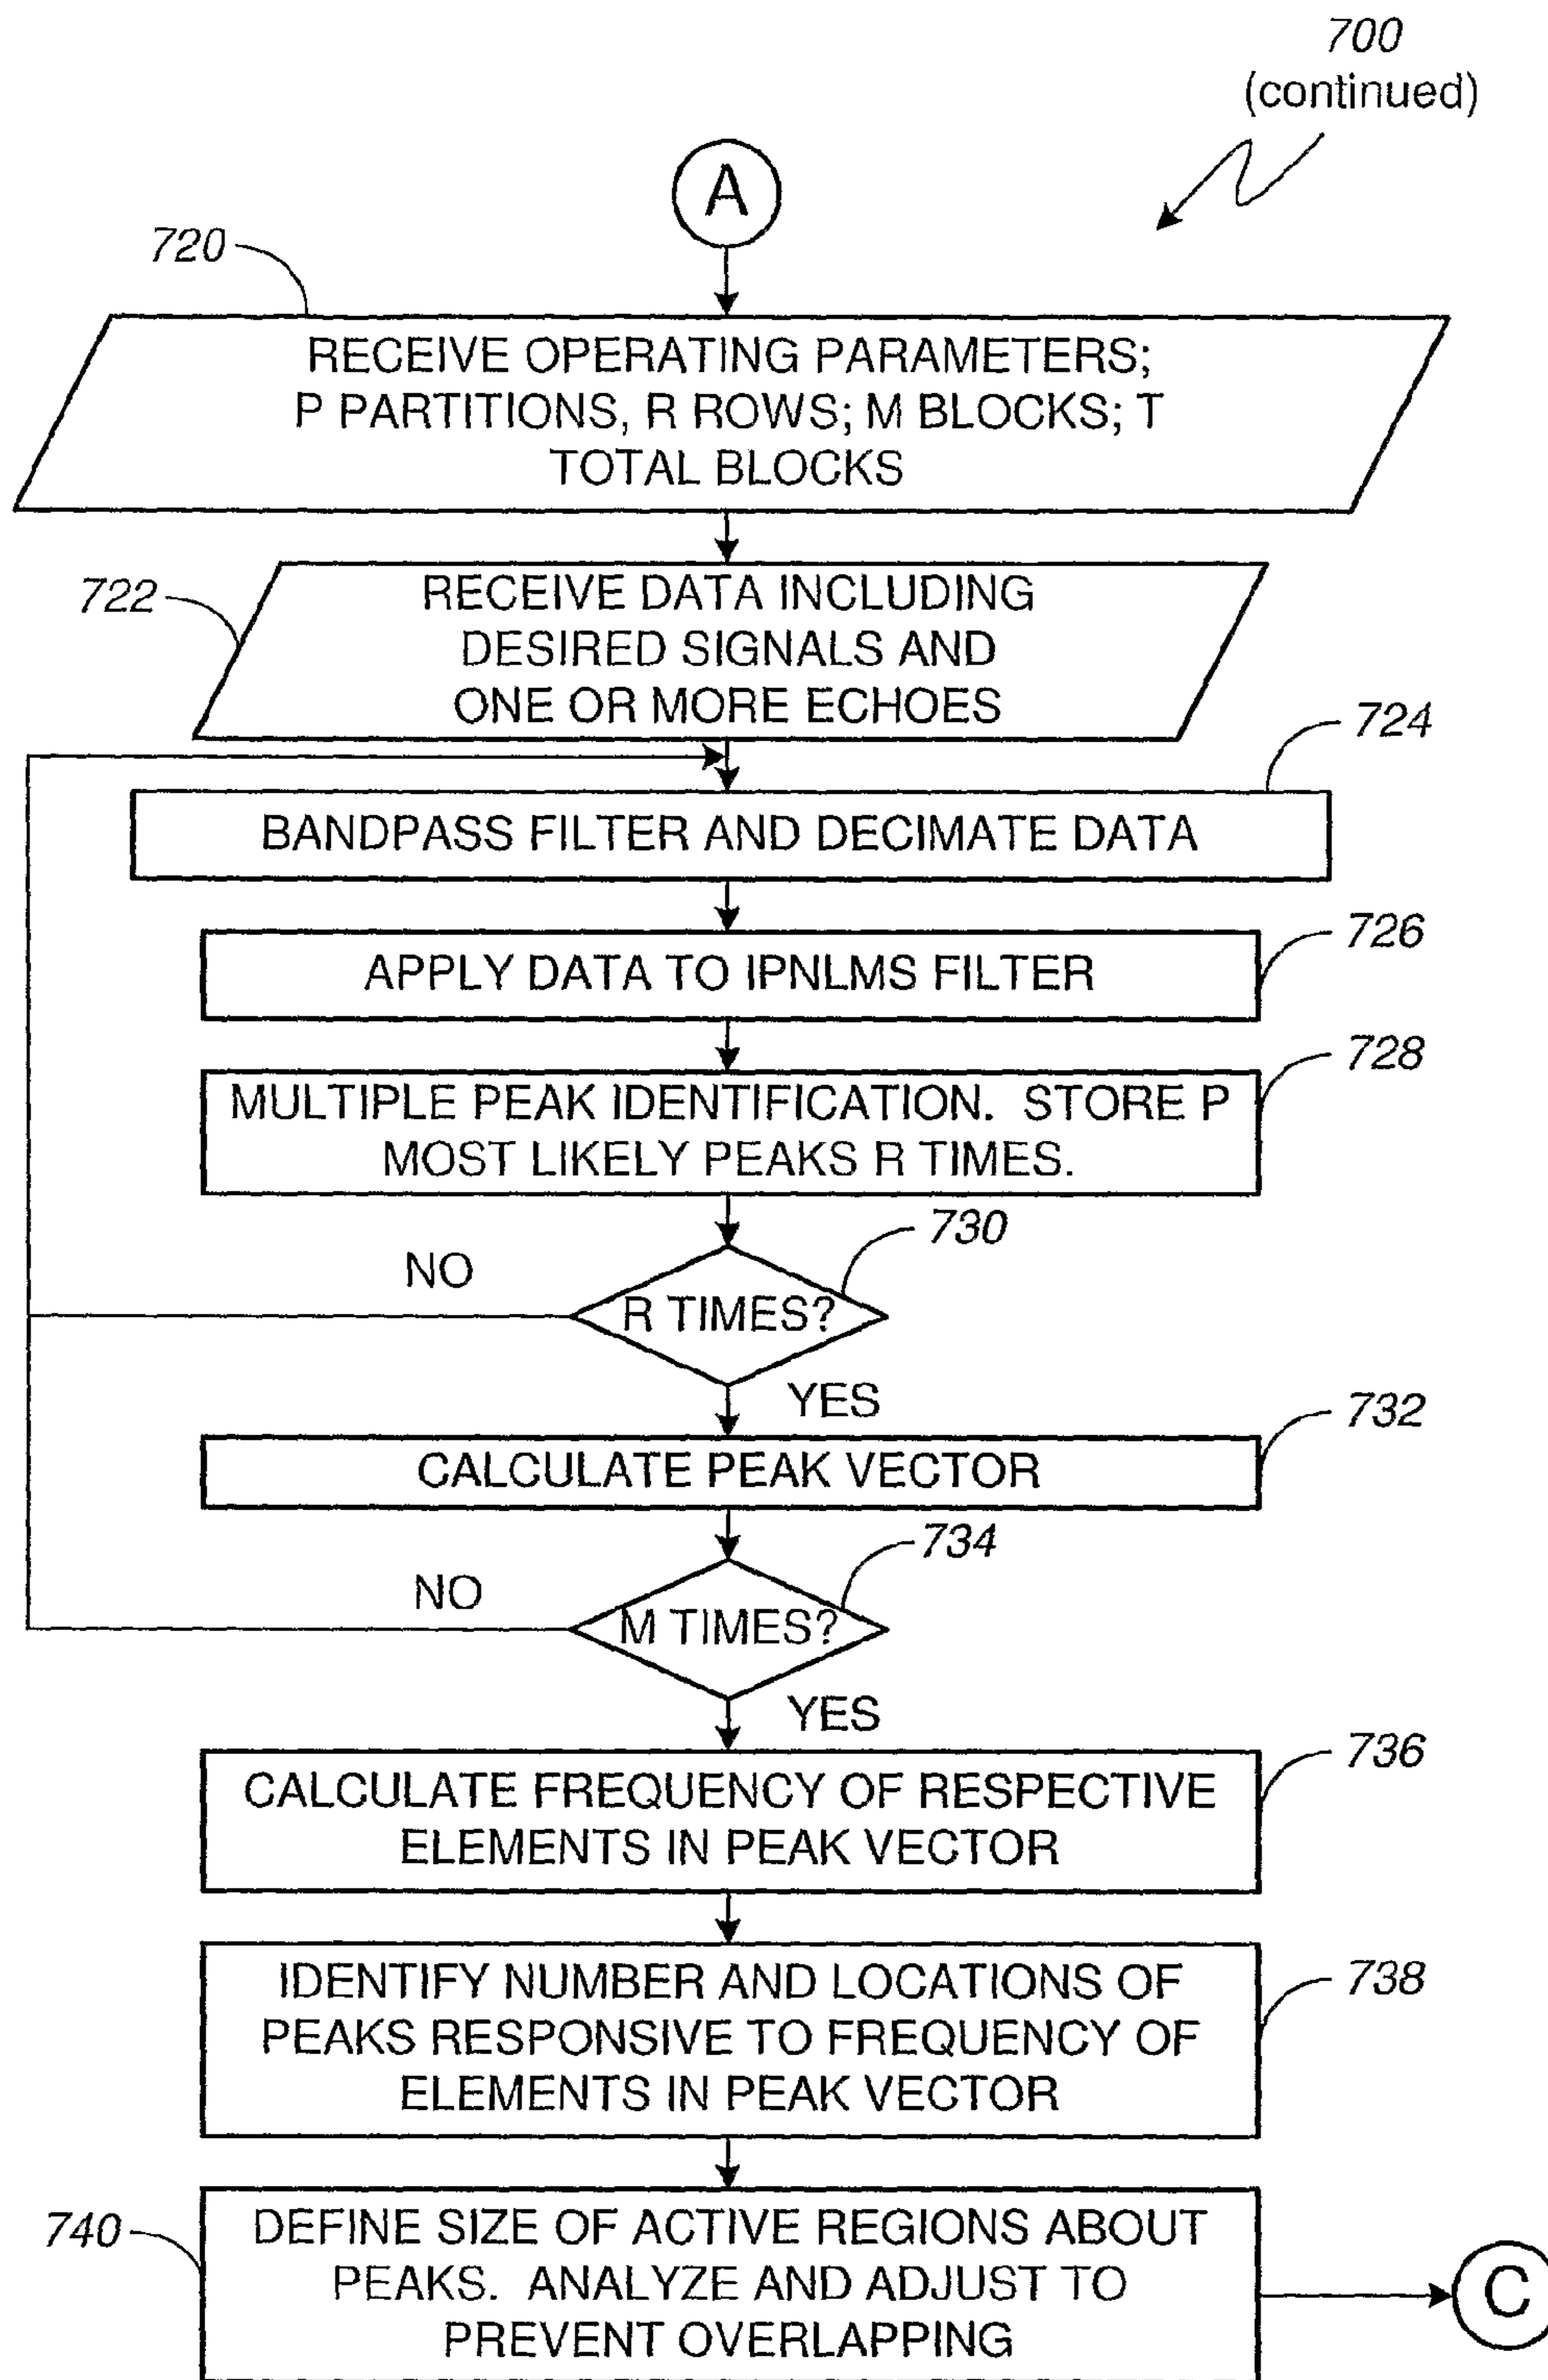 700
(continued)
A
720
RECEIVE OPERATING PARAMETERS;
P PARTITIONS, R ROWS; M BLOCKS; T
TOTAL BLOCKS
722
RECEIVE DATA INCLUDING
DESIRED SIGNALS AND
ONE OR MORE ECHOES
724
BANDPASS FILTER AND DECIMATE DATA
726
APPLY DATA TO IPNLMS FILTER
728
MULTIPLE PEAK IDENTIFICATION. STORE P
MOST LIKELY PEAKS R TIMES.
730
NO
R TIMES?
YES
732
CALCULATE PEAK VECTOR
734
NO
M TIMES?
YES
736
CALCULATE FREQUENCY OF RESPECTIVE
ELEMENTS IN PEAK VECTOR
738
IDENTIFY NUMBER AND LOCATIONS OF
PEAKS RESPONSIVE TO FREQUENCY OF
ELEMENTS IN PEAK VECTOR
740
DEFINE SIZE OF ACTIVE REGIONS ABOUT
PEAKS. ANALYZE AND ADJUST TO
PREVENT OVERLAPPING
C